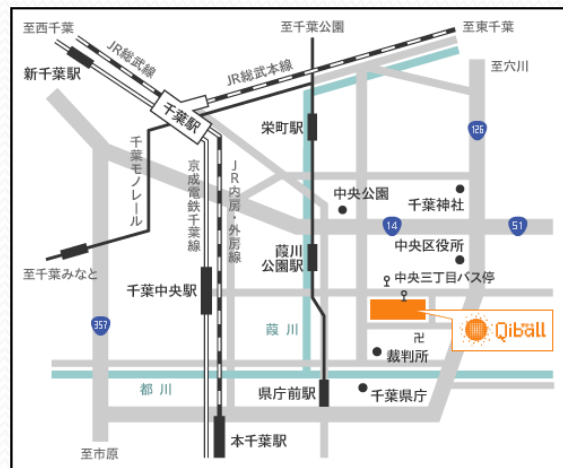 至西千葉
至千葉公園
至東千葉
JR総武線
新千葉駅
JR総武本線
至穴川
千葉駅
126
栄町駅
千葉モノレール
京成電鉄千葉線
JR内房・外房線
中央公園
千葉神社
14
51
中央区役所
葭川
公園駅
至千葉みなと
中央三丁目バス停
千葉中央駅
357
葭川
Qiball
裁判所
都川
県庁前駅
千葉県庁
本千葉駅
至市原